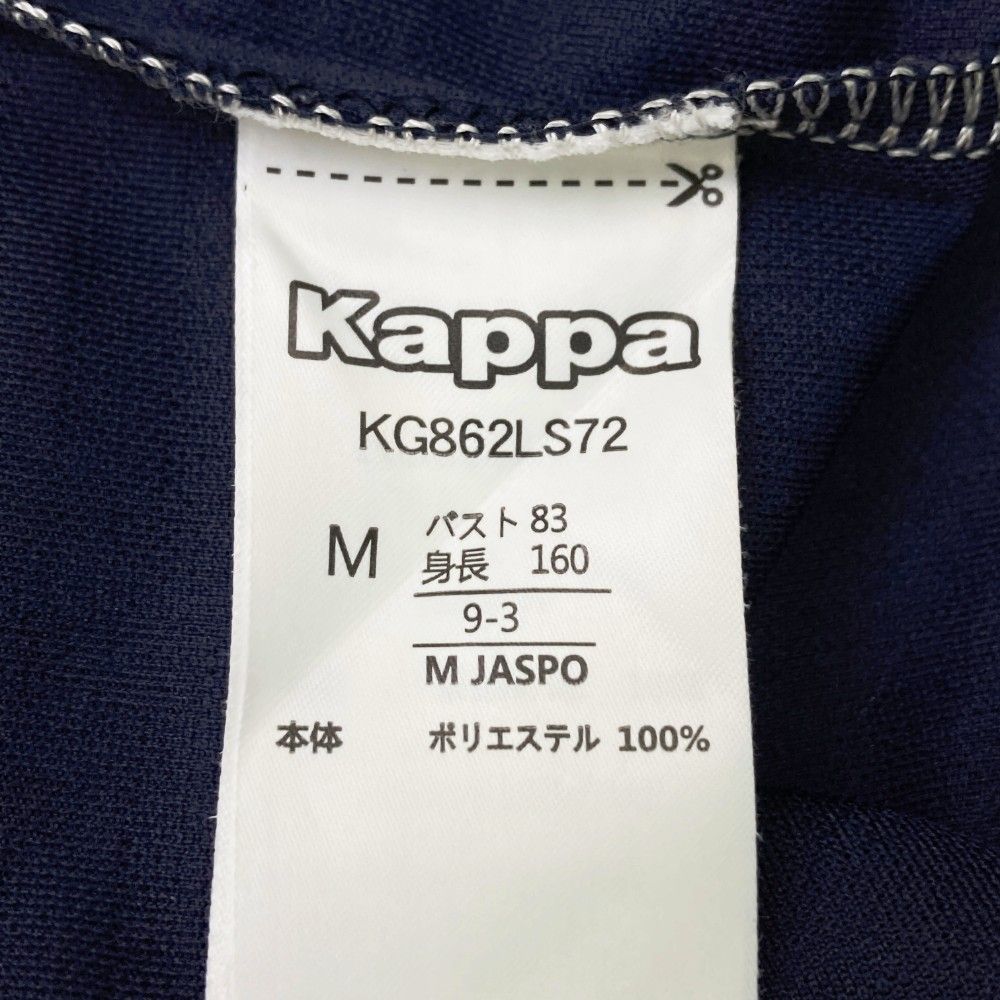 Kappa
KG862LS72
M バスト 83
身長 160
9-3
M JASPO
本体 ポリエステル 100%